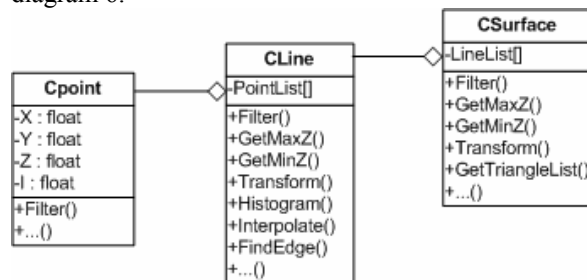 diagram 6.
Cpoint
-X : float
-Y : float
-Z : float
-I : float
+Filter()
+...()
CLine
-PointList[]
+Filter()
+GetMaxZ()
+GetMinZ()
+Transform()
+Histogram()
+Interpolate()
+FindEdge()
+...()
CSurface
-LineList[]
+Filter()
+GetMaxZ()
+GetMinZ()
+Transform()
+GetTriangleList()
+...()